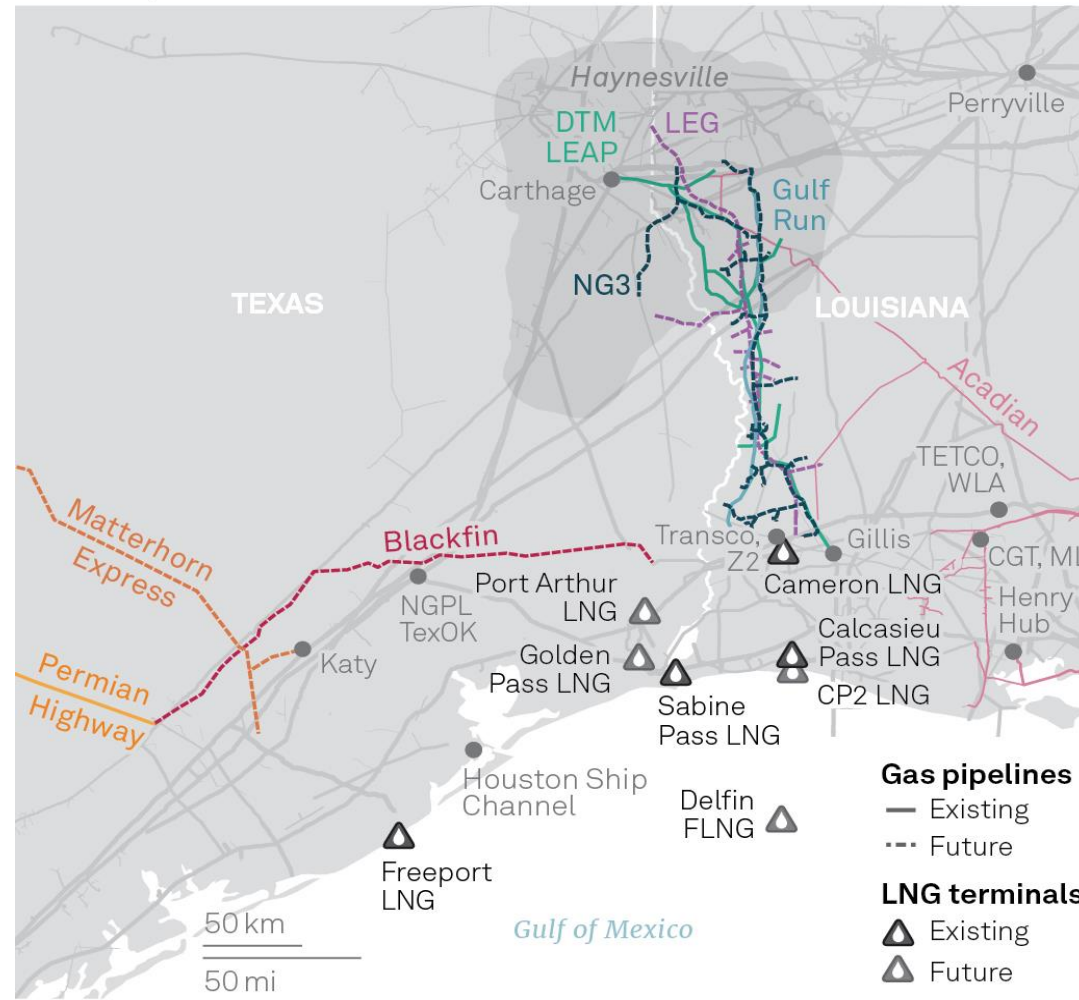 Haynesville
Perryville
DTM
LEAP
LEG
Carthage
Gulf
Run
NG3
TEXAS
LOUISIANA
Acadian
TETCO,
WLA
Matterhorn
Express
Blackfin
Transco,
Z2
Gillis
CGT, ML
Cameron LNG
NGPL
TexOK
Port Arthur
LNG
Henry
Hub
Calcasieu
Pass LNG
Katy
Golden
Pass LNG
CP2 LNG
Permian
Highway
Sabine
Pass LNG
Houston Ship
Channel
Delfin
FLNG
Freeport
LNG
Gulf of Mexico
50 km
50 mi
Gas pipelines
Existing
Future
LNG terminals
Existing
Future